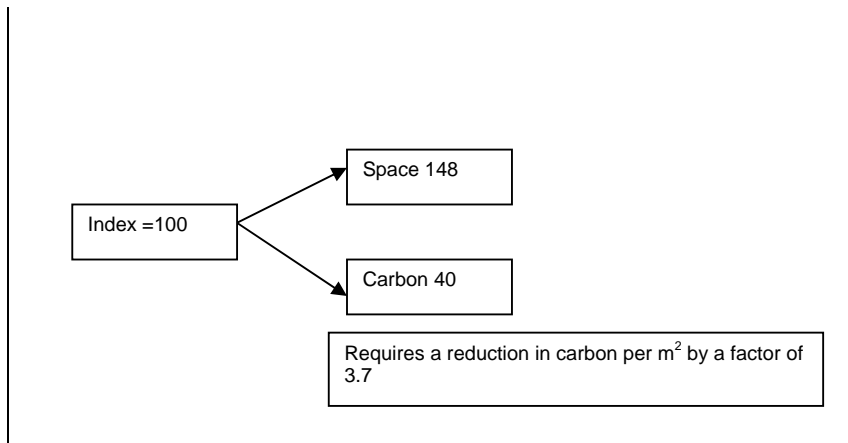 Space 148
Index =100
Carbon 40
Requires a reduction in carbon per m² by a factor of
3.7